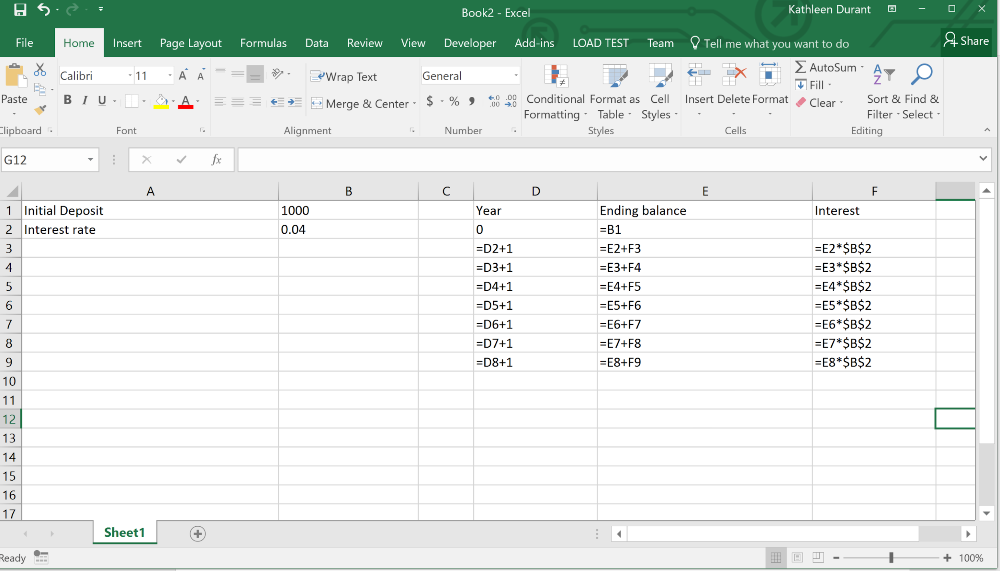 Book2 - Excel
Kathleen Durant
File Home Insert Page Layout Formulas Data Review View Developer Add-ins LOAD TEST Team Tell me what you want to do Share
Calibri 11 A A Wrap Text General AutoSum
Fill
Paste B I U A Merge & Center $ % Conditional Formatting Format as Table Cell Styles Insert Delete Format Clear Sort & Filter Find & Select
Clipboard Font Alignment Number Styles Cells Editing
G12 fx
A B C D E F
1 Initial Deposit 1000 Year Ending balance Interest
2 Interest rate 0.04 0 =B1
3 =D2+1 =E2+F3 =E2*$B$2
4 =D3+1 =E3+F4 =E3*$B$2
5 =D4+1 =E4+F5 =E4*$B$2
6 =D5+1 =E5+F6 =E5*$B$2
7 =D6+1 =E6+F7 =E6*$B$2
8 =D7+1 =E7+F8 =E7*$B$2
9 =D8+1 =E8+F9 =E8*$B$2
10
11
12
13
14
15
16
17
Sheet1
Ready 100%